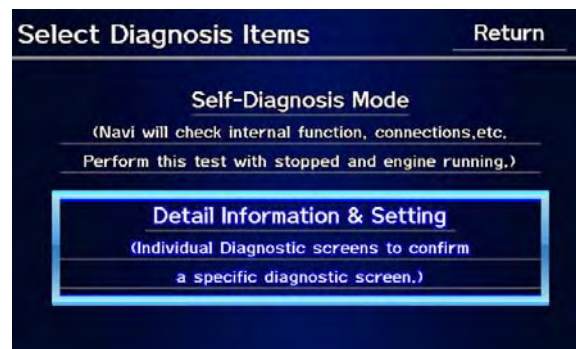 Select Diagnosis Items
Return
Self-Diagnosis Mode
(Navi will check internal function, connections,etc.
Perform this test with stopped and engine running.)
Detail Information & Setting
(Individual Diagnostic screens to confirm
a specific diagnostic screen.)